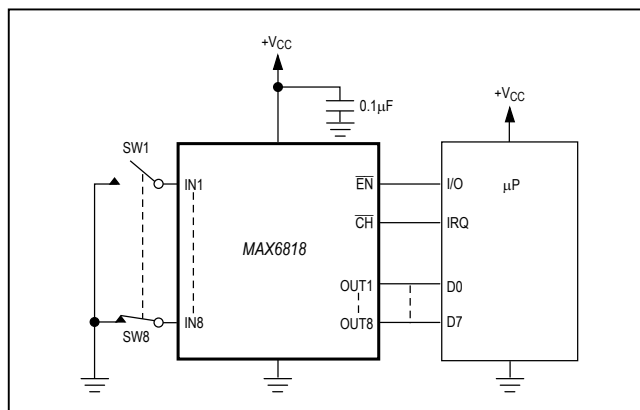 +VCC
0.1µF
+VCC
SW1
IN1
EN
I/O
µP
CH
IRQ
MAX6818
OUT1
D0
IN8
OUT8
D7
SW8